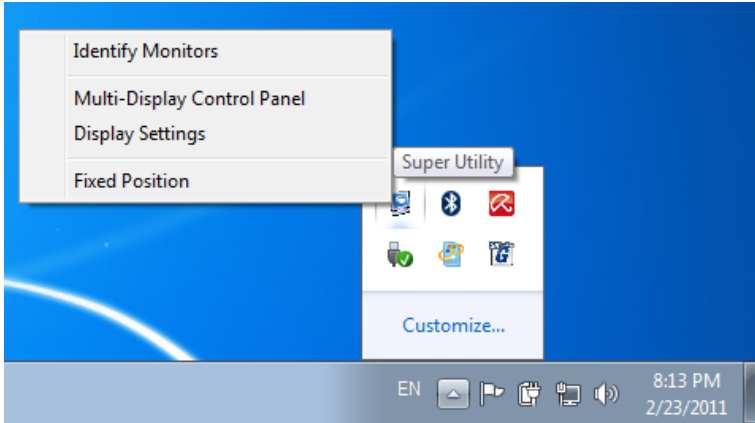 Identify Monitors
Multi-Display Control Panel
Display Settings
Fixed Position
Super Utility
Customize...
EN
8:13 PM
2/23/2011